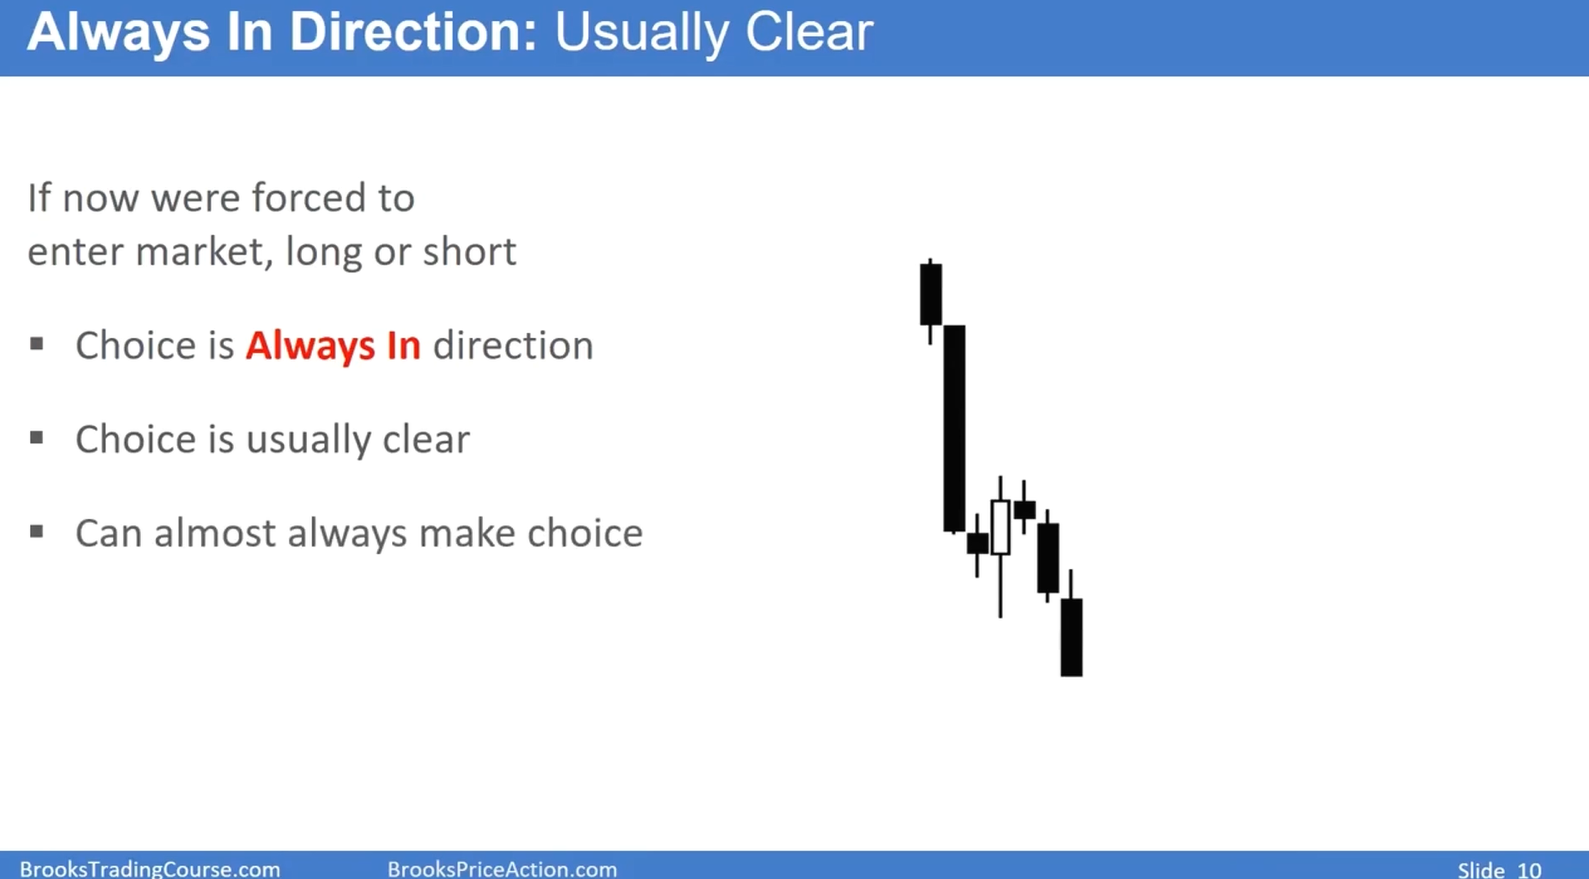 Always In Direction: Usually Clear
If now were forced to
enter market, long or short
▪ Choice is Always In direction
▪ Choice is usually clear
▪ Can almost always make choice
BrooksTradingCourse.com
BrooksPriceAction.com
Slide 10